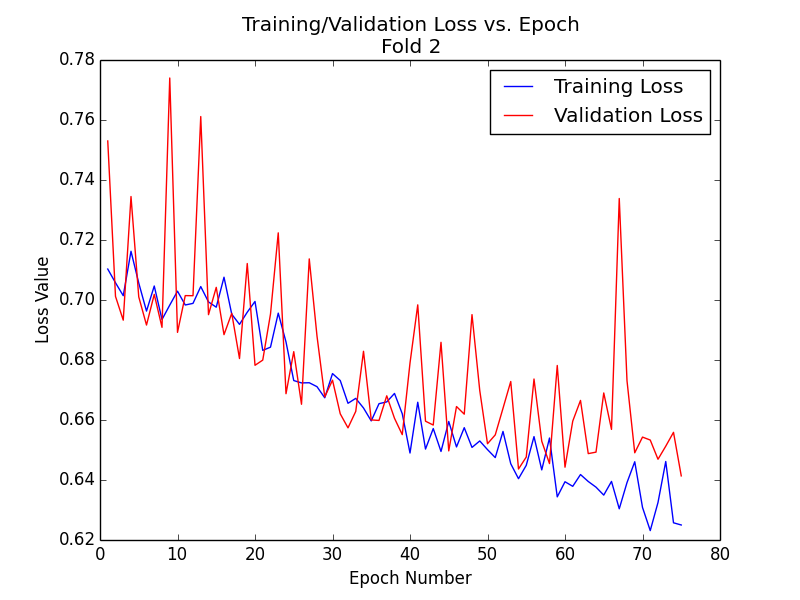 Training/Validation Loss vs. Epoch
Fold 2
Training Loss
Validation Loss
Loss Value
0.78
0.76
0.74
0.72
0.70
0.68
0.66
0.64
0.62
0 10 20 30 40 50 60 70 80
Epoch Number